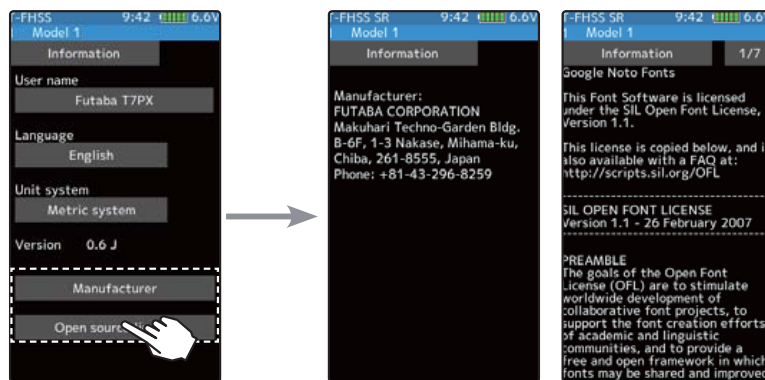 T-FHSS 9:42 6.6V
Model 1
Information
User name
Futaba T7PX
Language
English
Unit system
Metric system
Version 0.6 J
Manufacturer
Open sour
T-FHSS SR 9:42 6.6V
Model 1
Information
Manufacturer:
FUTABA CORPORATION
Makuhari Techno-Garden Bldg.
B-6F, 1-3 Nakase, Mihama-ku,
Chiba, 261-8555, Japan
Phone: +81-43-296-8259
T-FHSS SR 9:42 6.6V
1 Model 1
Information 1/7
Google Noto Fonts
This Font Software is licensed
under the SIL Open Font License,
Version 1.1.
This license is copied below, and i
also available with a FAQ at:
http://scripts.sil.org/OFL
SIL OPEN FONT LICENSE
Version 1.1 - 26 February 2007
PREAMBLE
The goals of the Open Font
License (OFL) are to stimulate
worldwide development of
collaborative font projects, to
support the font creation efforts
of academic and linguistic
communities, and to provide a
free and open framework in which
fonts may be shared and improved